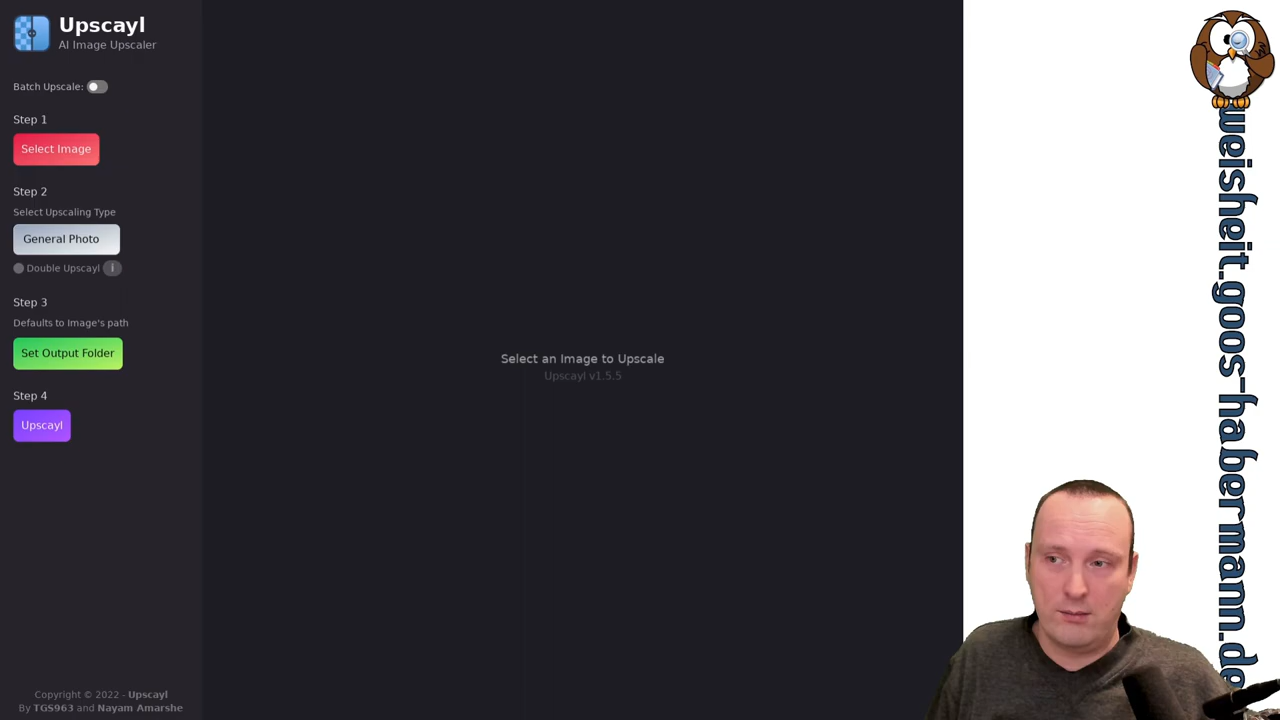 Upscayl
AI Image Upscaler
Batch Upscale:
Step 1
Select Image
Step 2
Select Upscaling Type
General Photo
Double Upscayl i
Step 3
Defaults to Image's path
Set Output Folder
Step 4
Upscayl
Copyright © 2022 - Upscayl
By TGS963 and Nayam Amarshe
Select an Image to Upscale
Upscayl v1.5.5
weisheit.goos-habermann.de